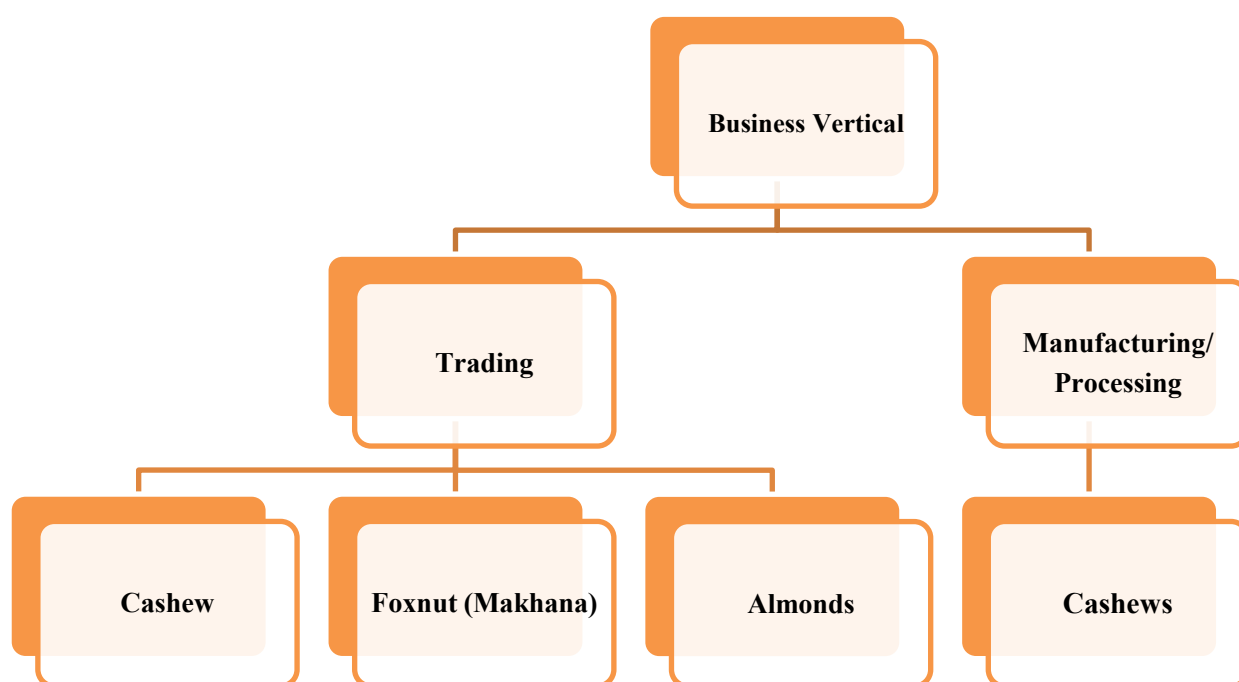 Business Vertical
Trading
Manufacturing/
Processing
Cashew
Foxnut (Makhana)
Almonds
Cashews